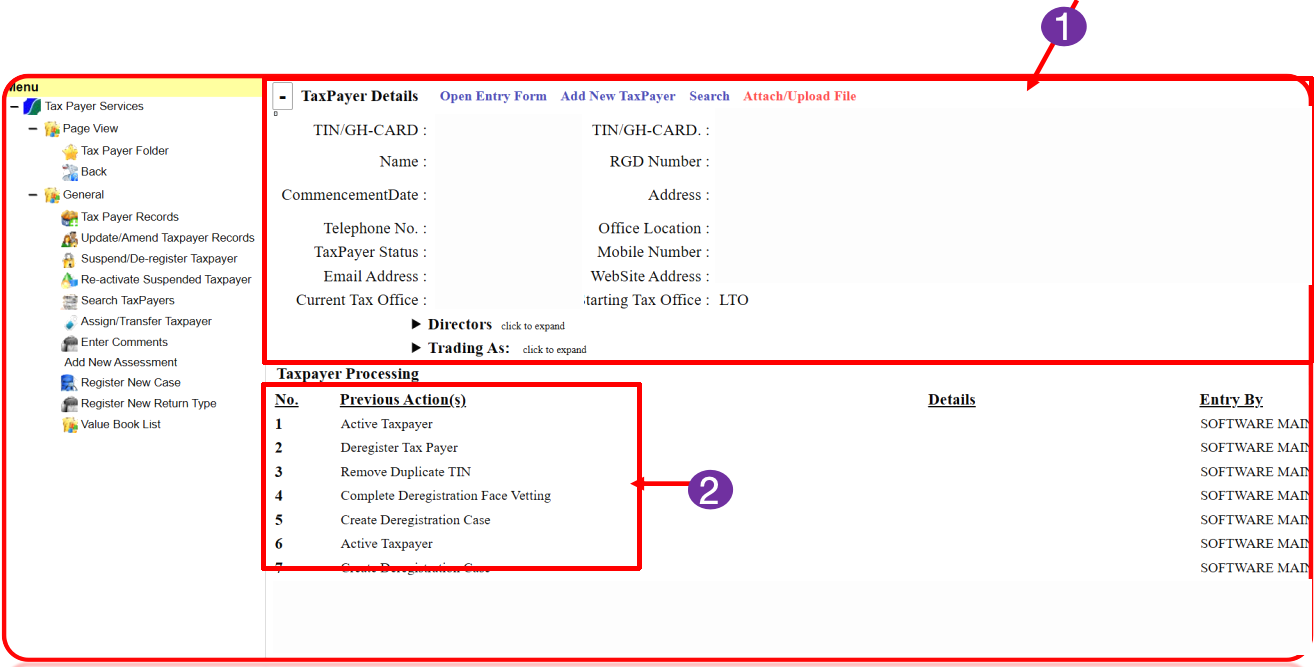 1
Menu
Tax Payer Services
Page View
Tax Payer Folder
Back
General
Tax Payer Records
Update/Amend Taxpayer Records
Suspend/De-register Taxpayer
Re-activate Suspended Taxpayer
Search TaxPayers
Assign/Transfer Taxpayer
Enter Comments
Add New Assessment
Register New Case
Register New Return Type
Value Book List
- TaxPayer Details Open Entry Form Add New TaxPayer Search Attach/Upload File
0
TIN/GH-CARD : TIN/GH-CARD. :
Name : RGD Number :
CommencementDate : Address :
Telephone No. : Office Location :
TaxPayer Status : Mobile Number :
Email Address : WebSite Address :
Current Tax Office : Starting Tax Office : LTO
▶ Directors click to expand
▶ Trading As: click to expand
Taxpayer Processing
No. Previous Action(s) Details Entry By
1 Active Taxpayer SOFTWARE MAIN
2 Deregister Tax Payer SOFTWARE MAIN
3 Remove Duplicate TIN SOFTWARE MAIN
4 Complete Deregistration Face Vetting SOFTWARE MAIN
5 Create Deregistration Case SOFTWARE MAIN
6 Active Taxpayer SOFTWARE MAIN
7 Create Deregistration Case SOFTWARE MAIN
2